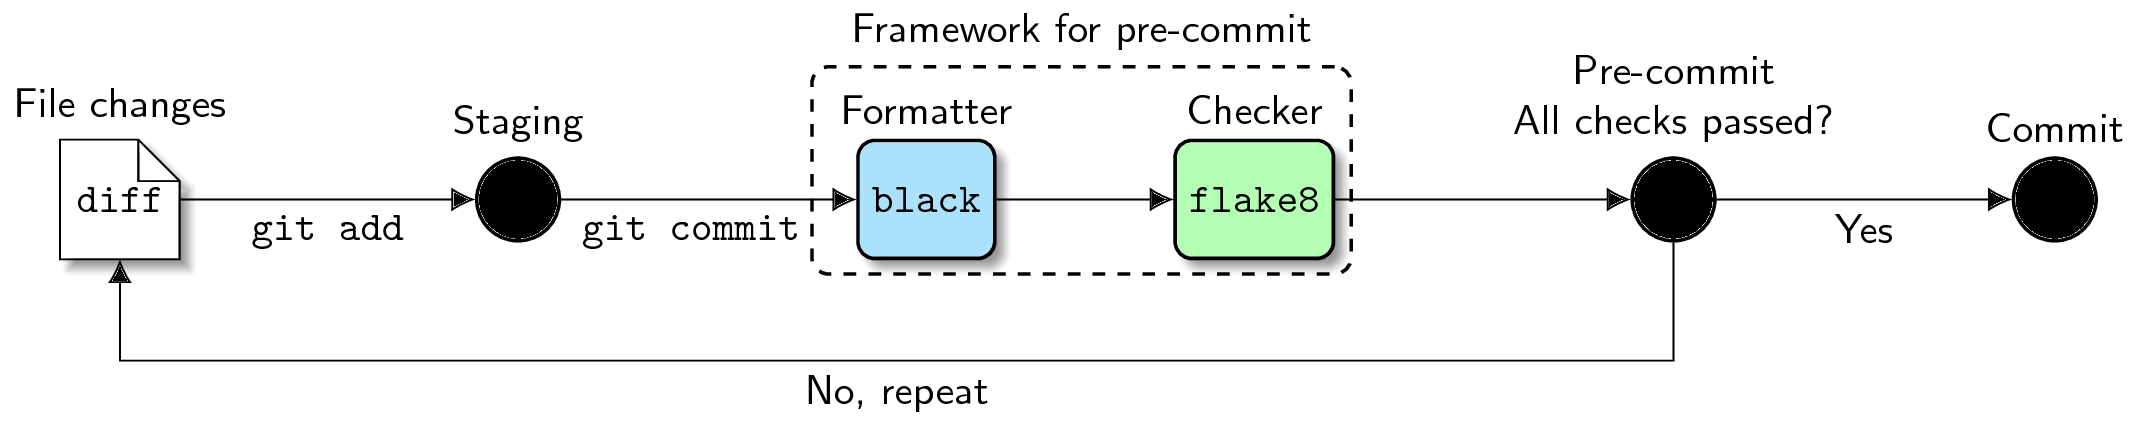 Framework for pre-commit
File changes
diff
git add
Staging
git commit
Formatter
black
Checker
flake8
Pre-commit
All checks passed?
Yes
Commit
No, repeat